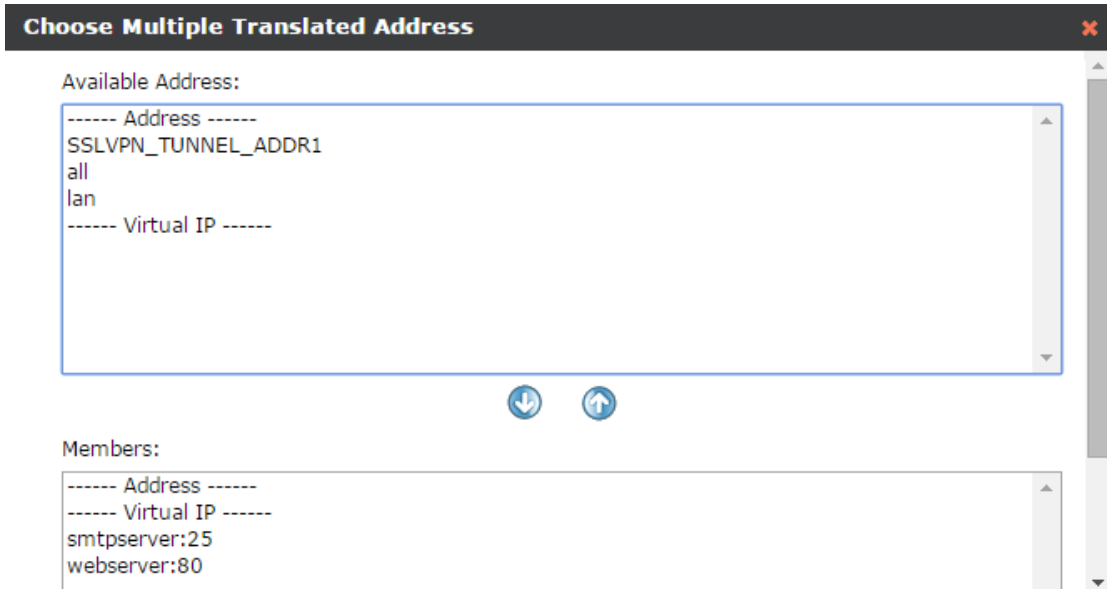 Choose Multiple Translated Address
Available Address:
------ Address ------
SSLVPN_TUNNEL_ADDR1
all
lan
------ Virtual IP ------
Members:
------ Address ------
------ Virtual IP ------
smtpserver:25
webserver:80